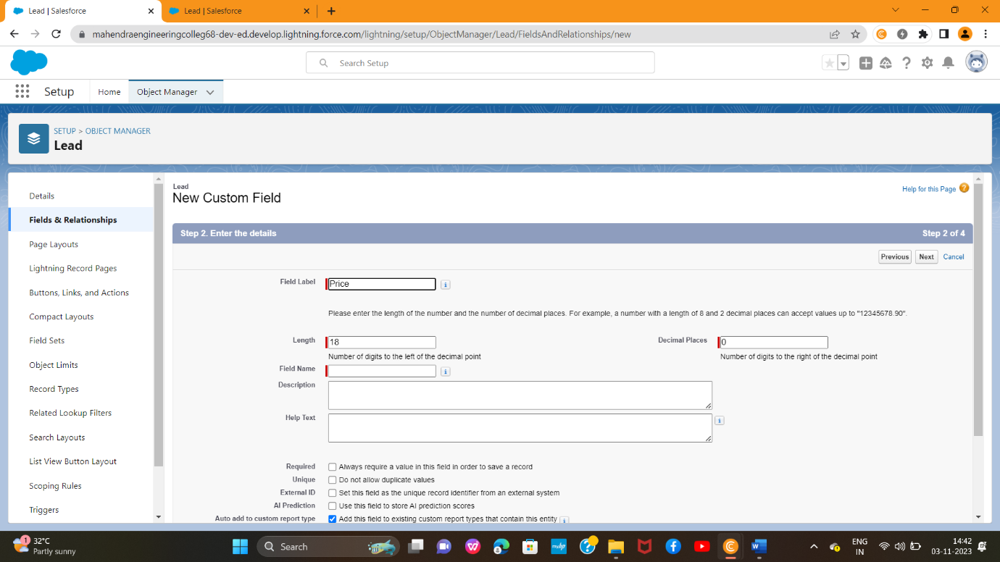 Lead | Salesforce
Lead | Salesforce
mahendraengineeringcolleg68-dev-ed.develop.lightning.force.com/lightning/setup/ObjectManager/Lead/FieldsAndRelationships/new
Search Setup
Setup
Home
Object Manager
SETUP > OBJECT MANAGER
Lead
Details
Fields & Relationships
Page Layouts
Lightning Record Pages
Buttons, Links, and Actions
Compact Layouts
Field Sets
Object Limits
Record Types
Related Lookup Filters
Search Layouts
List View Button Layout
Scoping Rules
Triggers
Lead
New Custom Field
Help for this Page
Step 2. Enter the details
Step 2 of 4
Previous Next Cancel
Field Label Price
Please enter the length of the number and the number of decimal places. For example, a number with a length of 8 and 2 decimal places can accept values up to "12345678.90".
Length 18
Number of digits to the left of the decimal point
Decimal Places 0
Number of digits to the right of the decimal point
Field Name
Description
Help Text
Required Always require a value in this field in order to save a record
Unique Do not allow duplicate values
External ID Set this field as the unique record identifier from an external system
AI Prediction Use this field to store AI prediction scores
Auto add to custom report type Add this field to existing custom report types that contain this entity
1
32°C
Partly sunny
Search
myhp
ENG
IN
14:42
03-11-2023